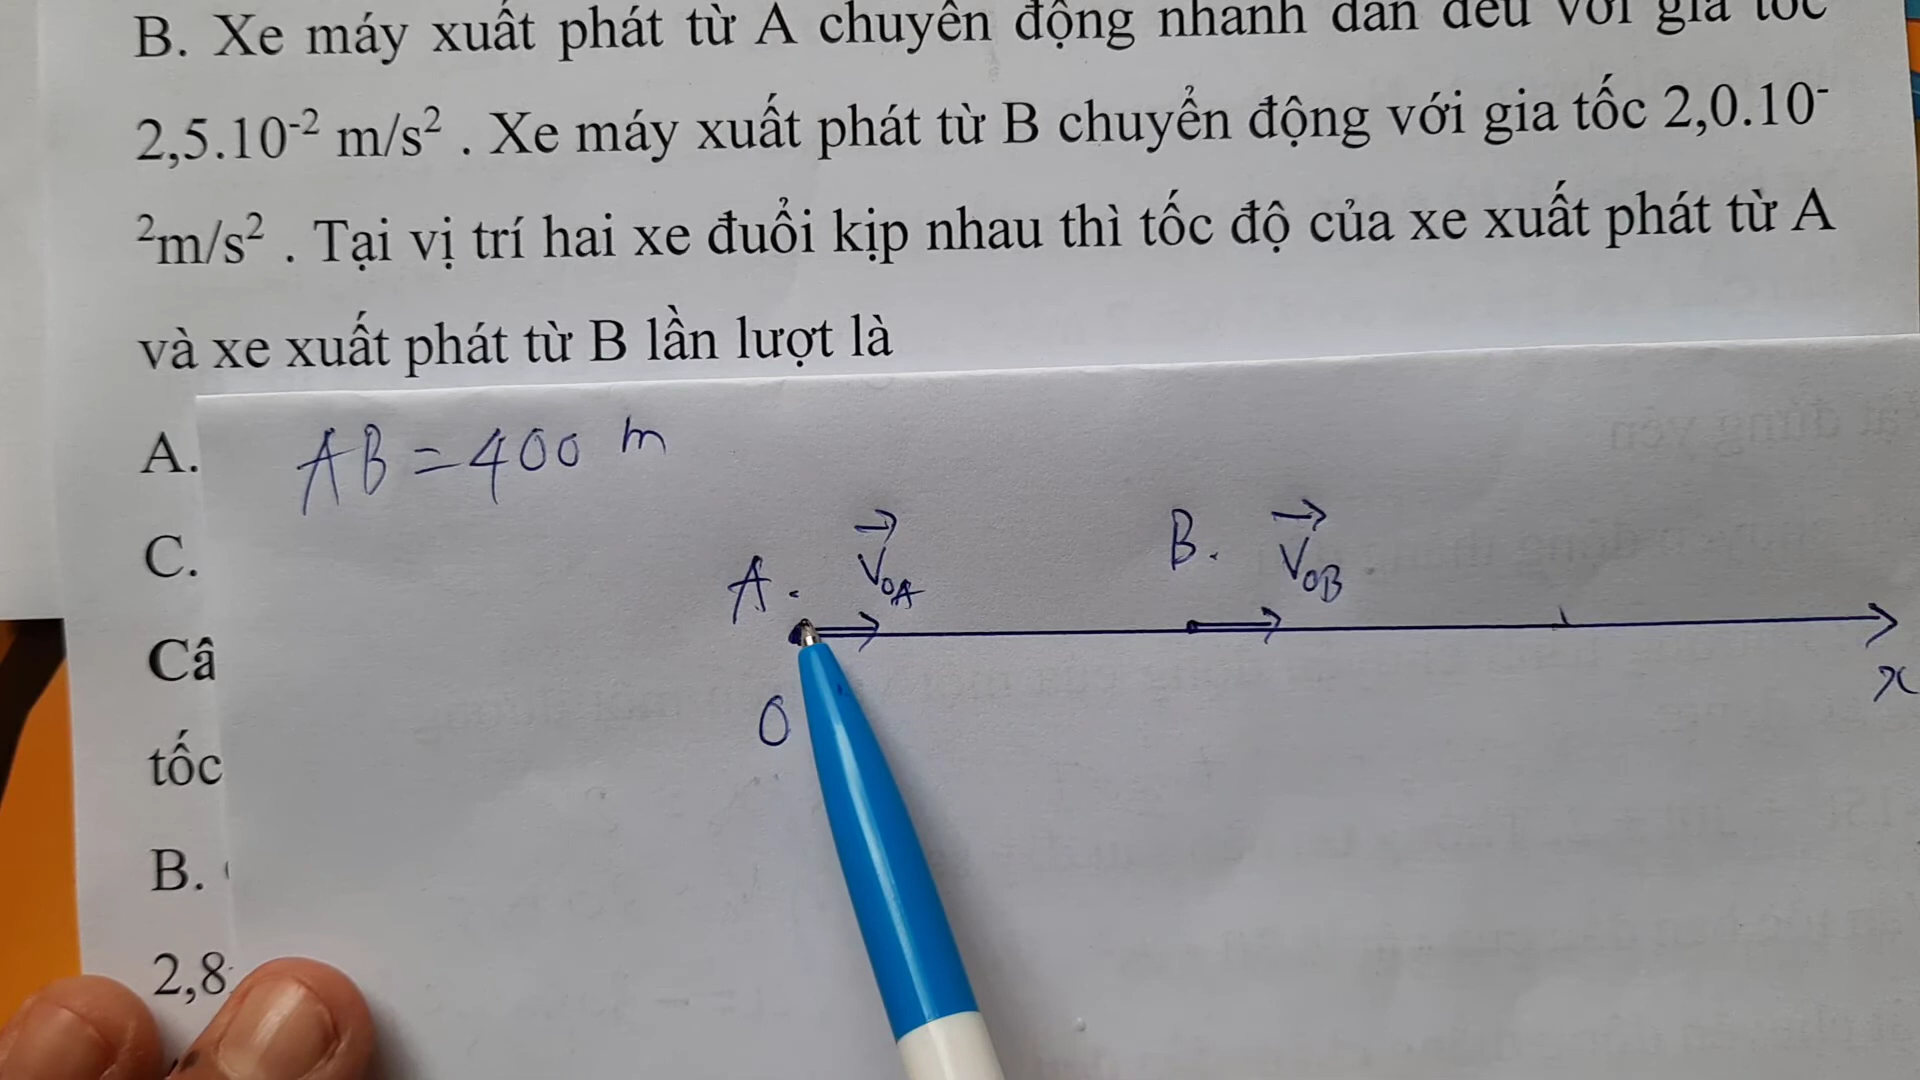 B. Xe máy xuất phát từ A chuyển động nhanh dần đều với gia tốc
2,5.10⁻² m/s² . Xe máy xuất phát từ B chuyển động với gia tốc 2,0.10⁻
²m/s² . Tại vị trí hai xe đuổi kịp nhau thì tốc độ của xe xuất phát từ A
và xe xuất phát từ B lần lượt là
A.
AB = 400 m
C.
A. V₀A B. V₀B
Câ
x
0
tốc
B.
2,8